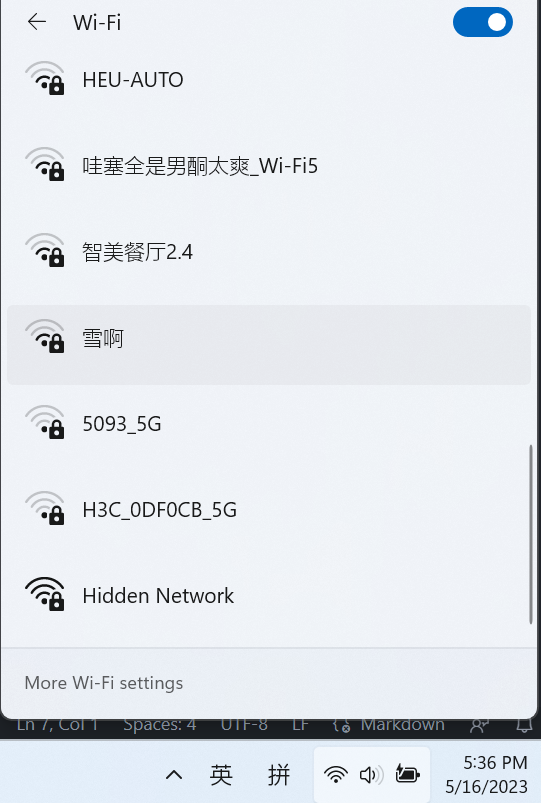 Wi-Fi
HEU-AUTO
哇塞全是男酮太爽_Wi-Fi5
智美餐厅2.4
雪啊
5093_5G
H3C_0DF0CB_5G
Hidden Network
More Wi-Fi settings
Ln 7, Col 1 Spaces: 4 UTF-8 LF Markdown
英 拼 5:36 PM
5/16/2023